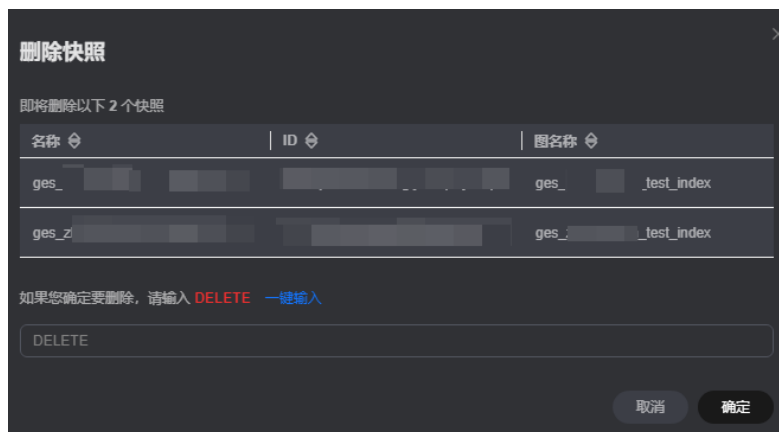 删除快照
即将删除以下 2 个快照
名称 ID 图名称
ges_ ges_ _test_index
ges_z ges_ _test_index
如果您确定要删除，请输入 DELETE 一键输入
DELETE
取消 确定